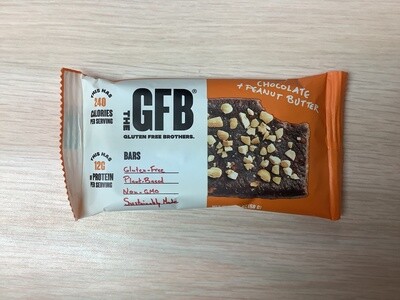 THIS HAS
240
CALORIES
PER SERVING
THE
GFB®
GLUTEN FREE BROTHERS.
THIS HAS
12G
PROTEIN
PER SERVING
BARS
Gluten-Free
Plant-Based
Non-GMO
Sustainably Made
CHOCOLATE
+ PEANUT BUTTER